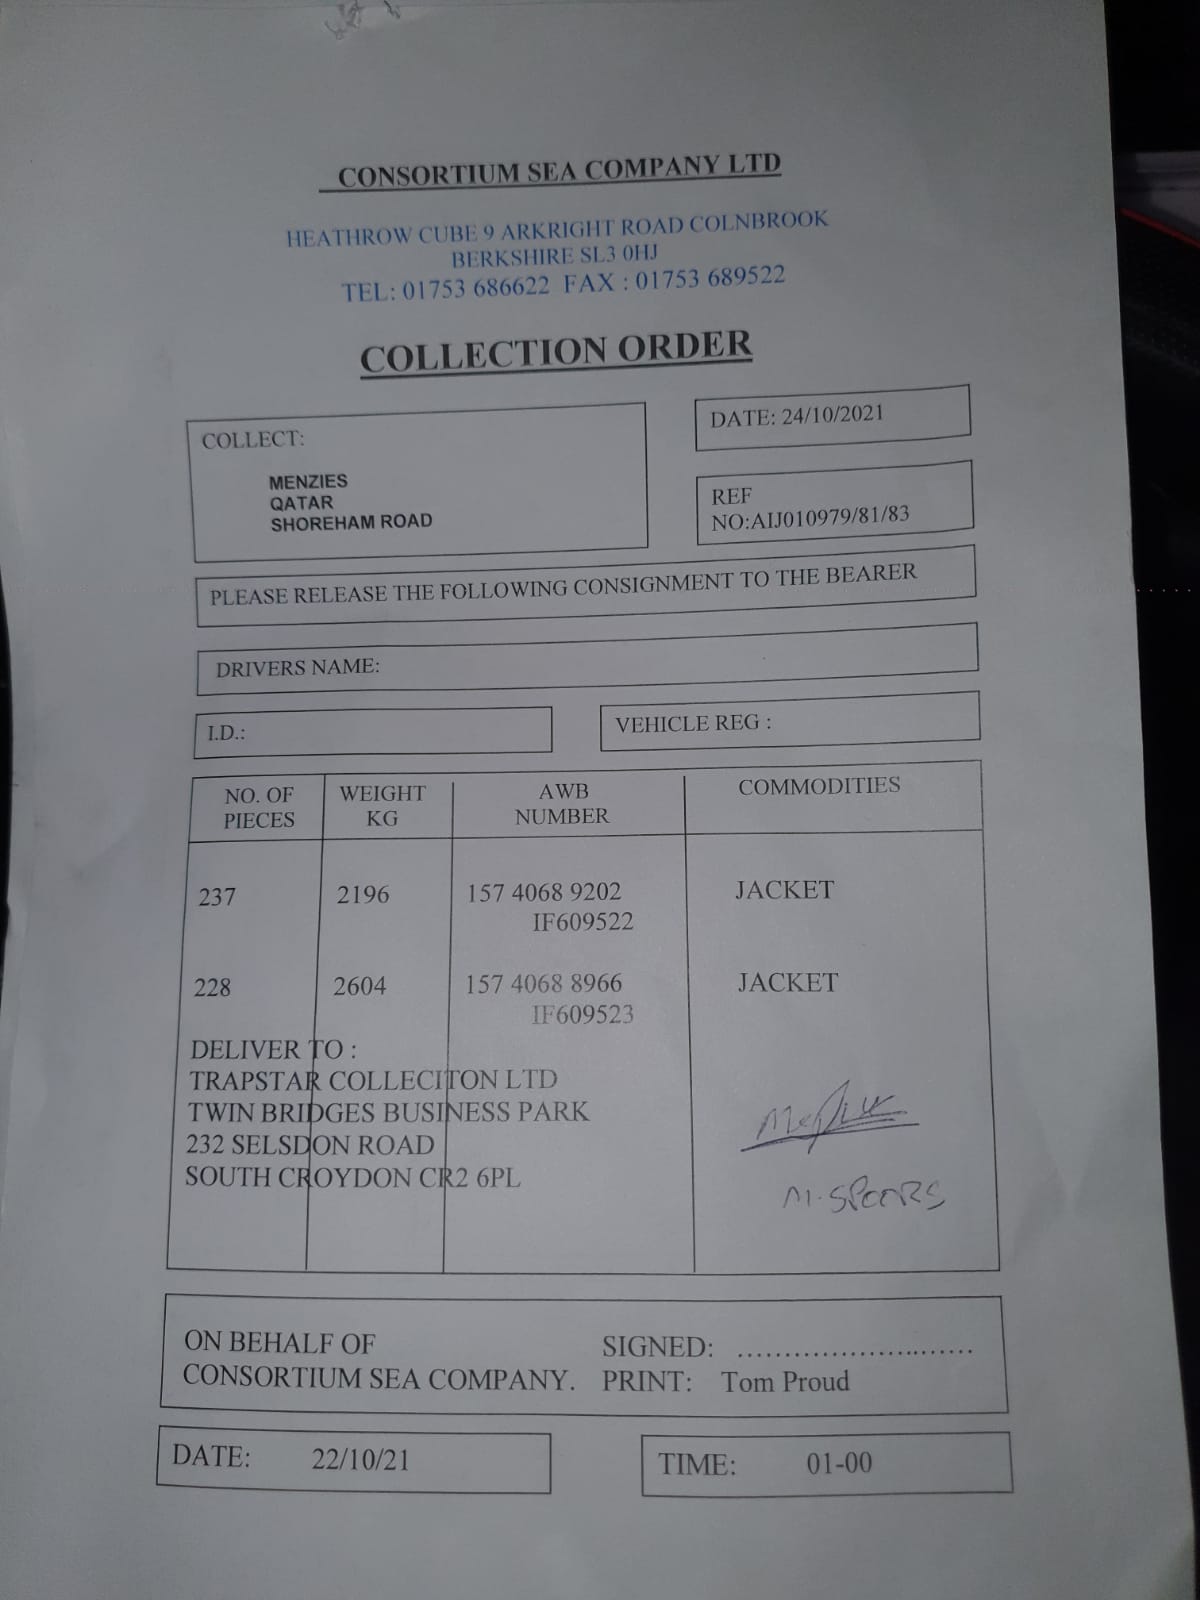 CONSORTIUM SEA COMPANY LTD
HEATHROW CUBE 9 ARKRIGHT ROAD COLNBROOK
BERKSHIRE SL3 0HJ
TEL: 01753 686622 FAX : 01753 689522
COLLECTION ORDER
COLLECT:
MENZIES
QATAR
SHOREHAM ROAD
DATE: 24/10/2021
REF
NO:AIJ010979/81/83
PLEASE RELEASE THE FOLLOWING CONSIGNMENT TO THE BEARER
DRIVERS NAME:
I.D.:
VEHICLE REG :
NO. OF PIECES
WEIGHT KG
AWB NUMBER
COMMODITIES
237 2196 157 4068 9202 JACKET
IF609522
228 2604 157 4068 8966 JACKET
IF609523
DELIVER TO :
TRAPSTAR COLLECITON LTD
TWIN BRIDGES BUSINESS PARK
232 SELSDON ROAD
SOUTH CROYDON CR2 6PL
M. SPOORS
ON BEHALF OF SIGNED: ..........................
CONSORTIUM SEA COMPANY. PRINT: Tom Proud
DATE: 22/10/21
TIME: 01-00